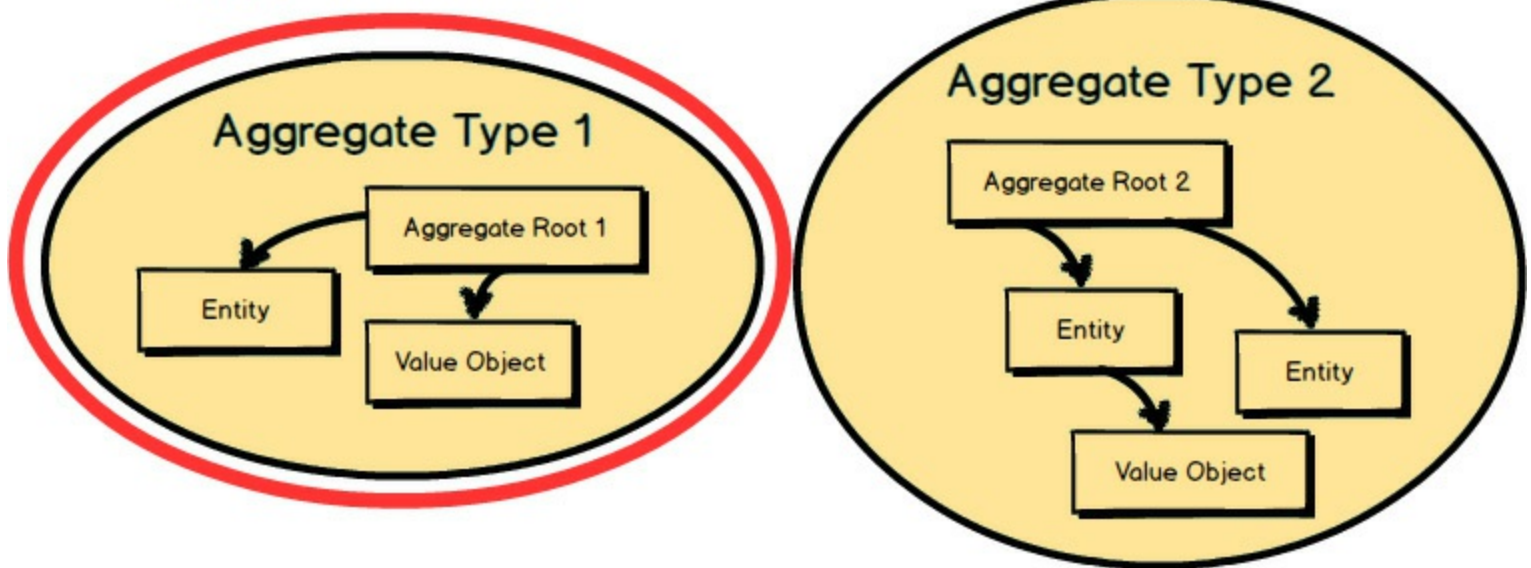 Aggregate Type 1
Aggregate Root 1
Entity
Value Object
Aggregate Type 2
Aggregate Root 2
Entity
Entity
Value Object